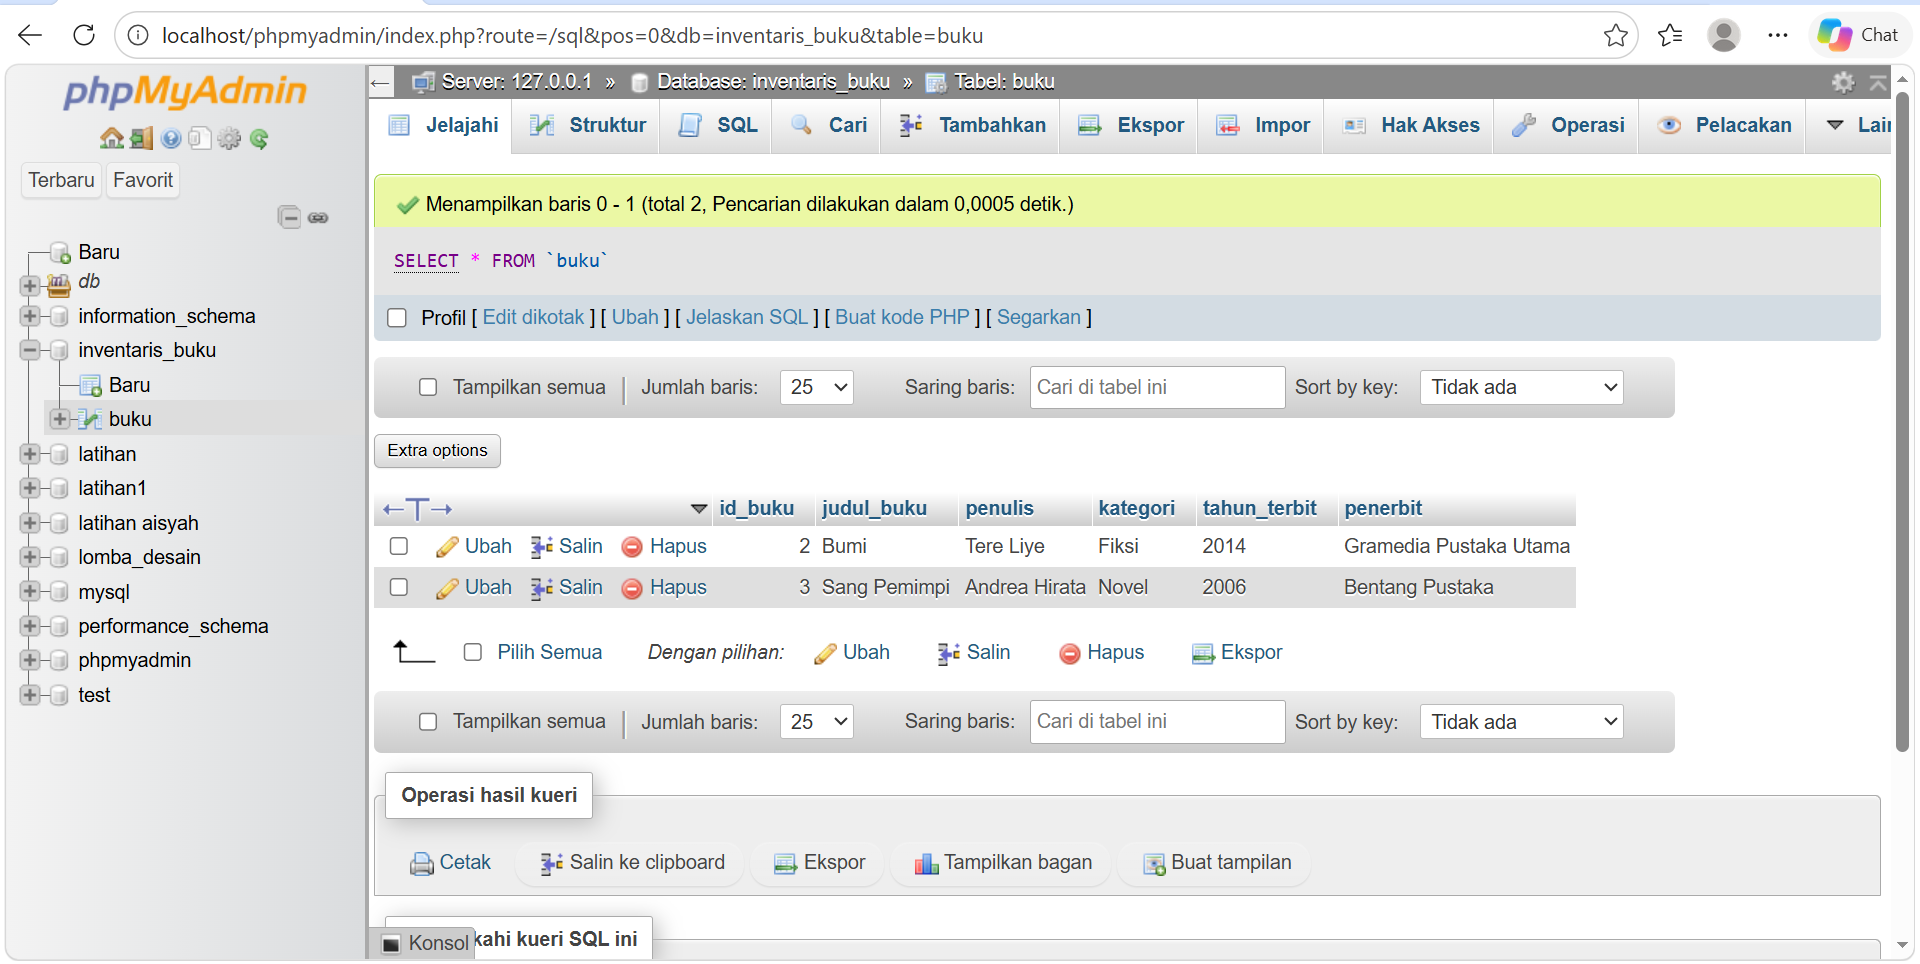 localhost/phpmyadmin/index.php?route=/sql&pos=0&db=inventaris_buku&table=buku
Chat
phpMyAdmin
Terbaru Favorit
Baru
db
information_schema
inventaris_buku
Baru
buku
latihan
latihan1
latihan aisyah
lomba_desain
mysql
performance_schema
phpmyadmin
test
Server: 127.0.0.1 » Database: inventaris_buku » Tabel: buku
Jelajahi Struktur SQL Cari Tambahkan Ekspor Impor Hak Akses Operasi Pelacakan Lain
Menampilkan baris 0 - 1 (total 2, Pencarian dilakukan dalam 0,0005 detik.)
SELECT * FROM `buku`
Profil [ Edit dikotak ] [ Ubah ] [ Jelaskan SQL ] [ Buat kode PHP ] [ Segarkan ]
Tampilkan semua | Jumlah baris: 25 Saring baris: Cari di tabel ini Sort by key: Tidak ada
Extra options
←T→ id_buku judul_buku penulis kategori tahun_terbit penerbit
Ubah Salin Hapus 2 Bumi Tere Liye Fiksi 2014 Gramedia Pustaka Utama
Ubah Salin Hapus 3 Sang Pemimpi Andrea Hirata Novel 2006 Bentang Pustaka
Pilih Semua Dengan pilihan: Ubah Salin Hapus Ekspor
Tampilkan semua | Jumlah baris: 25 Saring baris: Cari di tabel ini Sort by key: Tidak ada
Operasi hasil kueri
Cetak Salin ke clipboard Ekspor Tampilkan bagan Buat tampilan
Konsol kahi kueri SQL ini